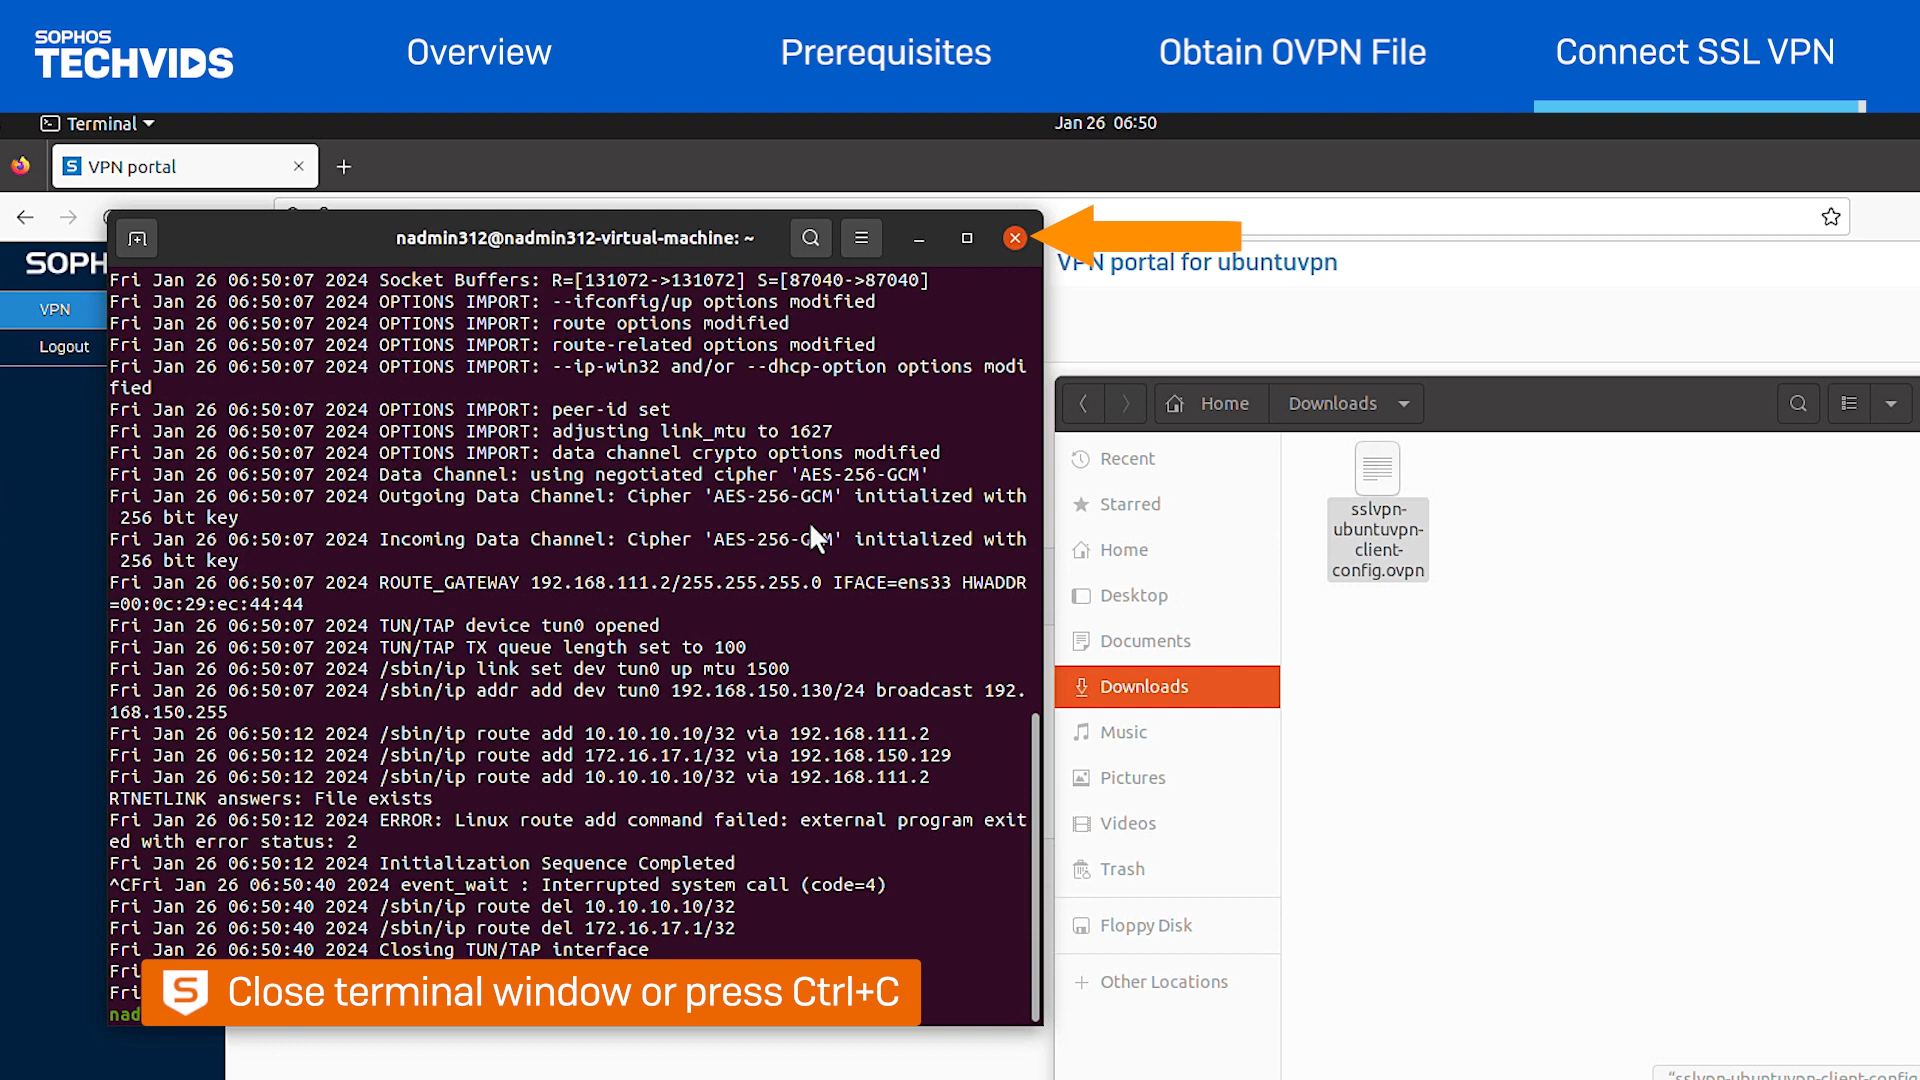 SOPHOS
TECHVIDS
Overview
Prerequisites
Obtain OVPN File
Connect SSL VPN
Terminal
Jan 26 06:50
VPN portal
nadmin312@nadmin312-virtual-machine: ~
SOPH
VPN
Logout
VPN portal for ubuntuvpn
Fri Jan 26 06:50:07 2024 Socket Buffers: R=[131072->131072] S=[87040->87040]
Fri Jan 26 06:50:07 2024 OPTIONS IMPORT: --ifconfig/up options modified
Fri Jan 26 06:50:07 2024 OPTIONS IMPORT: route options modified
Fri Jan 26 06:50:07 2024 OPTIONS IMPORT: route-related options modified
Fri Jan 26 06:50:07 2024 OPTIONS IMPORT: --ip-win32 and/or --dhcp-option options modi
fied
Fri Jan 26 06:50:07 2024 OPTIONS IMPORT: peer-id set
Fri Jan 26 06:50:07 2024 OPTIONS IMPORT: adjusting link_mtu to 1627
Fri Jan 26 06:50:07 2024 OPTIONS IMPORT: data channel crypto options modified
Fri Jan 26 06:50:07 2024 Data Channel: using negotiated cipher 'AES-256-GCM'
Fri Jan 26 06:50:07 2024 Outgoing Data Channel: Cipher 'AES-256-GCM' initialized with
256 bit key
Fri Jan 26 06:50:07 2024 Incoming Data Channel: Cipher 'AES-256-GCM' initialized with
256 bit key
Fri Jan 26 06:50:07 2024 ROUTE_GATEWAY 192.168.111.2/255.255.255.0 IFACE=ens33 HWADDR
=00:0c:29:ec:44:44
Fri Jan 26 06:50:07 2024 TUN/TAP device tun0 opened
Fri Jan 26 06:50:07 2024 TUN/TAP TX queue length set to 100
Fri Jan 26 06:50:07 2024 /sbin/ip link set dev tun0 up mtu 1500
Fri Jan 26 06:50:07 2024 /sbin/ip addr add dev tun0 192.168.150.130/24 broadcast 192.
168.150.255
Fri Jan 26 06:50:12 2024 /sbin/ip route add 10.10.10.10/32 via 192.168.111.2
Fri Jan 26 06:50:12 2024 /sbin/ip route add 172.16.17.1/32 via 192.168.150.129
Fri Jan 26 06:50:12 2024 /sbin/ip route add 10.10.10.10/32 via 192.168.111.2
RTNETLINK answers: File exists
Fri Jan 26 06:50:12 2024 ERROR: Linux route add command failed: external program exit
ed with error status: 2
Fri Jan 26 06:50:12 2024 Initialization Sequence Completed
^CFri Jan 26 06:50:40 2024 event_wait : Interrupted system call (code=4)
Fri Jan 26 06:50:40 2024 /sbin/ip route del 10.10.10.10/32
Fri Jan 26 06:50:40 2024 /sbin/ip route del 172.16.17.1/32
Fri Jan 26 06:50:40 2024 Closing TUN/TAP interface
Fri
Fri
nad
S Close terminal window or press Ctrl+C
Home
Downloads
Recent
Starred
Home
Desktop
Documents
Downloads
Music
Pictures
Videos
Trash
Floppy Disk
Other Locations
sslvpn-
ubuntuvpn-
client-
config.ovpn